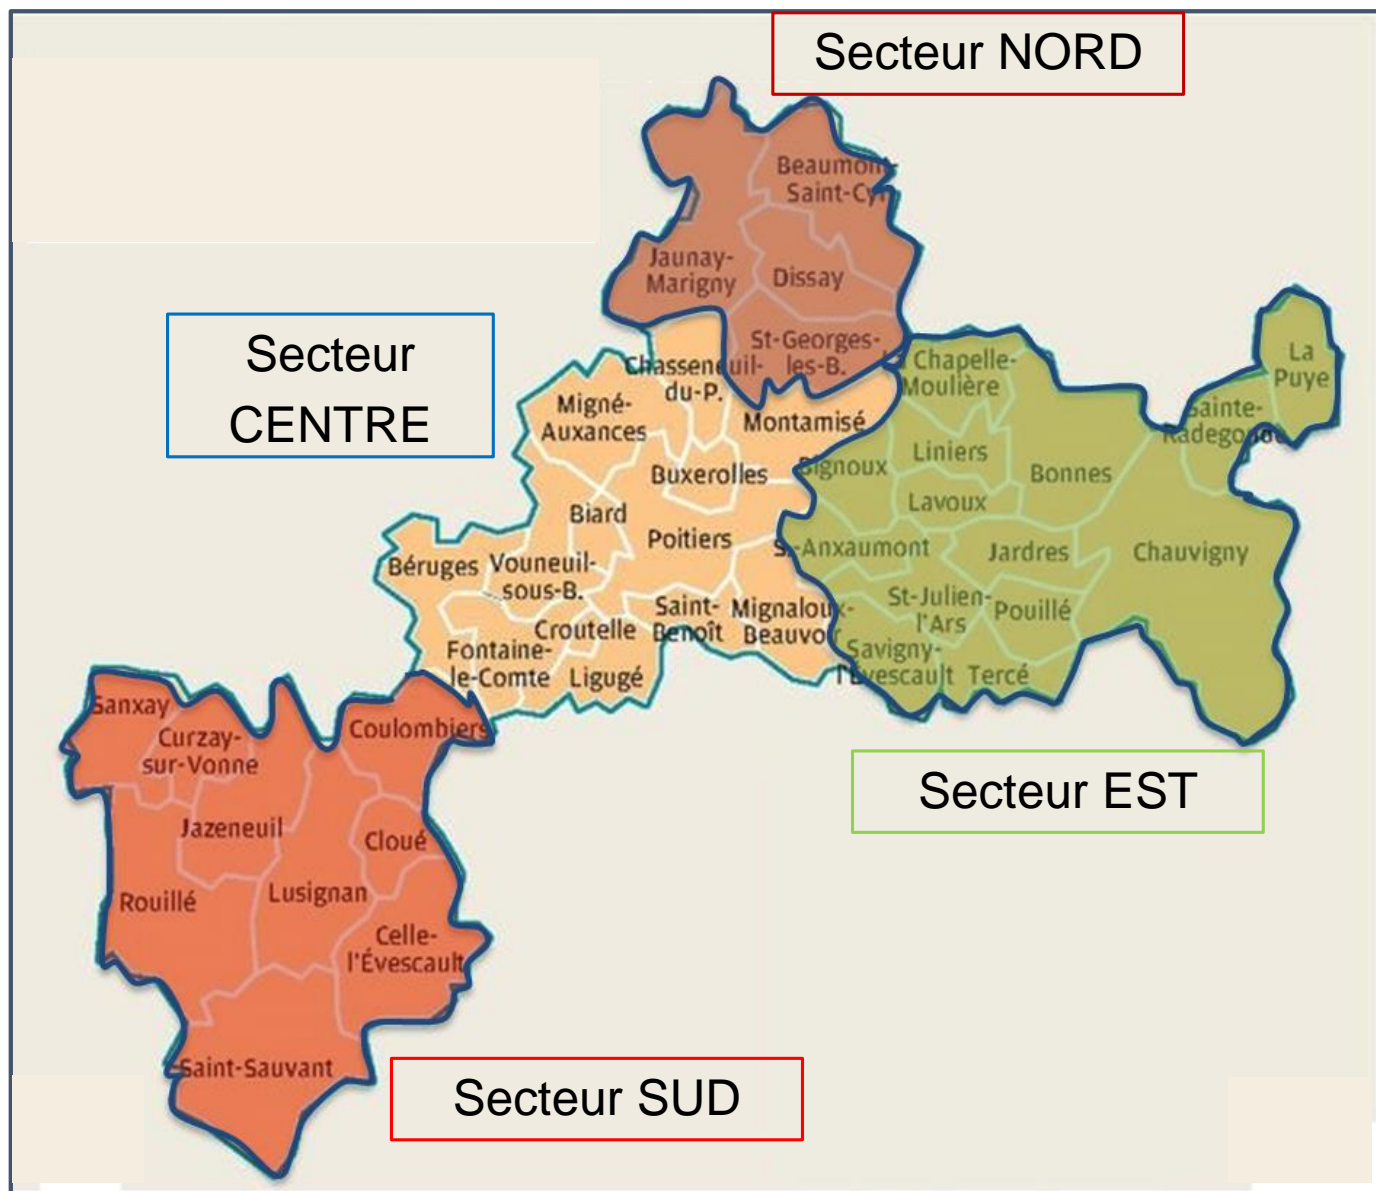 Secteur NORD
Beaumont-
Saint-Cyr
Jaunay-
Marigny
Dissay
St-Georges-
les-B.
Secteur
CENTRE
Chasseneuil-
du-P.
Migné-
Auxances
Montamisé
Buxerolles
Biard
Poitiers
Béruges
Vouneuil-
sous-B.
Croutelle
Saint-
Benoît
Mignaloux-
Beauvoir
Fontaine-
le-Comte
Ligugé
La Chapelle-
Moulière
La
Puye
Sainte-
Radegonde
Bignoux
Liniers
Bonnes
Lavoux
S.-Anxaumont
Jardres
Chauvigny
St-Julien-
l'Ars
Pouillé
Savigny-
l'Évescault
Tercé
Secteur EST
Sanxay
Curzay-
sur-Vonne
Coulombiers
Jazeneuil
Cloué
Rouillé
Lusignan
Celle-
l'Évescault
Saint-Sauvant
Secteur SUD